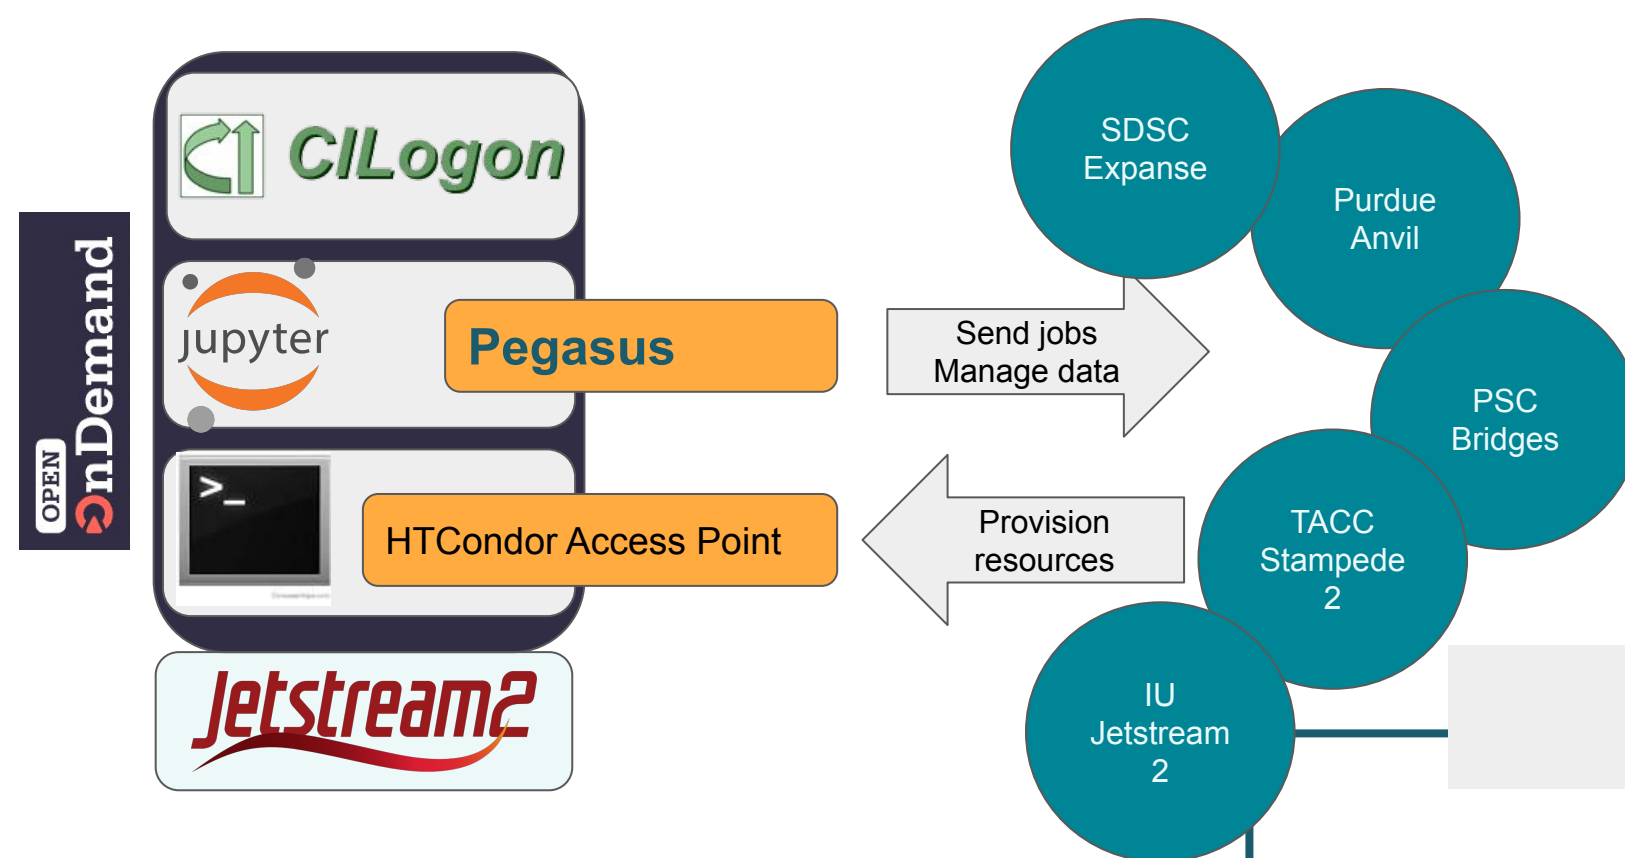 CILogon
OPEN
OnDemand
jupyter
Pegasus
>_
HTCondor Access Point
Jetstream2
Send jobs
Manage data
Provision
resources
SDSC
Expanse
Purdue
Anvil
PSC
Bridges
TACC
Stampede
2
IU
Jetstream
2